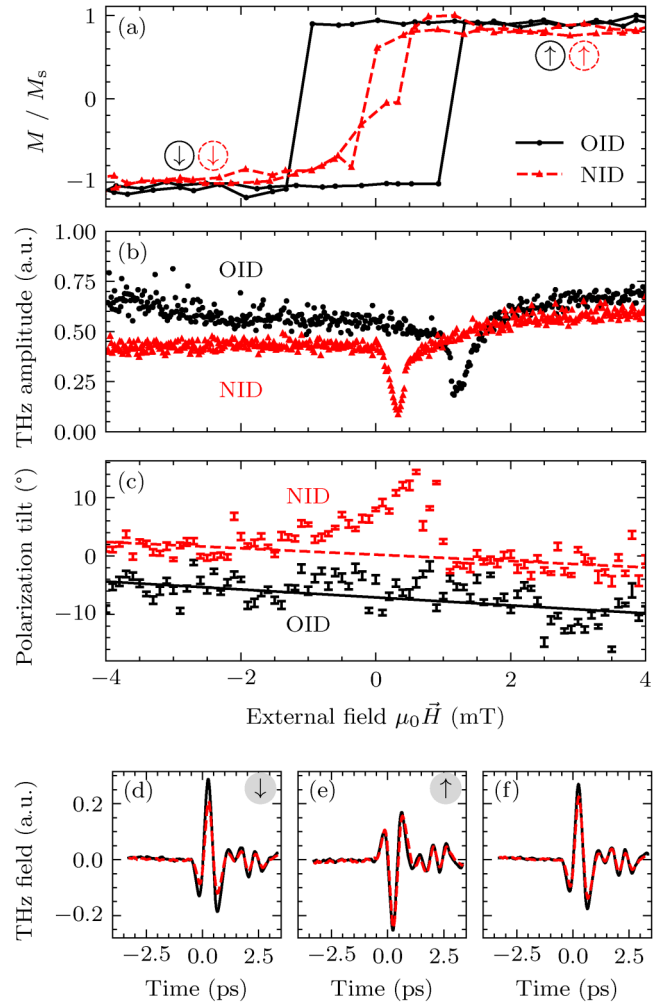 (a)
M / Mₛ
1
0
−1
↑ ↑
↓ ↓
OID
NID
(b)
THz amplitude (a.u.)
1.00
0.75
0.50
0.25
0.00
OID
NID
(c)
Polarization tilt (°)
10
0
−10
NID
OID
−4 −2 0 2 4
External field μ₀H⃗ (mT)
(d) ↓ (e) ↑ (f)
THz field (a.u.)
0.2
0.0
−0.2
−2.5 0.0 2.5 −2.5 0.0 2.5 −2.5 0.0 2.5
Time (ps) Time (ps) Time (ps)